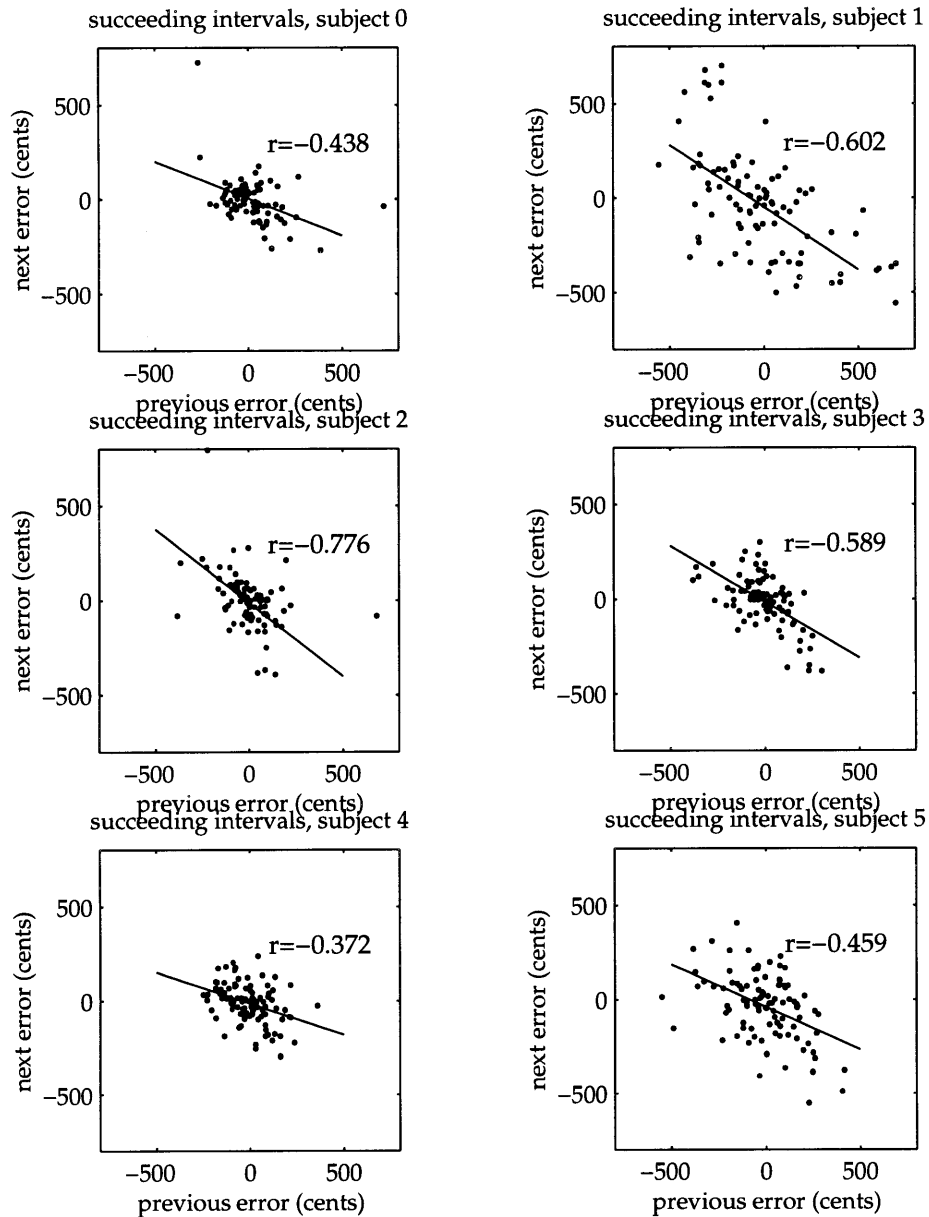 succeeding intervals, subject 0
next error (cents)
500
0
−500
r=−0.438
−500 0 500
previous error (cents)
succeeding intervals, subject 1
next error (cents)
500
0
−500
r=−0.602
−500 0 500
previous error (cents)
succeeding intervals, subject 2
next error (cents)
500
0
−500
r=−0.776
−500 0 500
previous error (cents)
succeeding intervals, subject 3
next error (cents)
500
0
−500
r=−0.589
−500 0 500
previous error (cents)
succeeding intervals, subject 4
next error (cents)
500
0
−500
r=−0.372
−500 0 500
previous error (cents)
succeeding intervals, subject 5
next error (cents)
500
0
−500
r=−0.459
−500 0 500
previous error (cents)